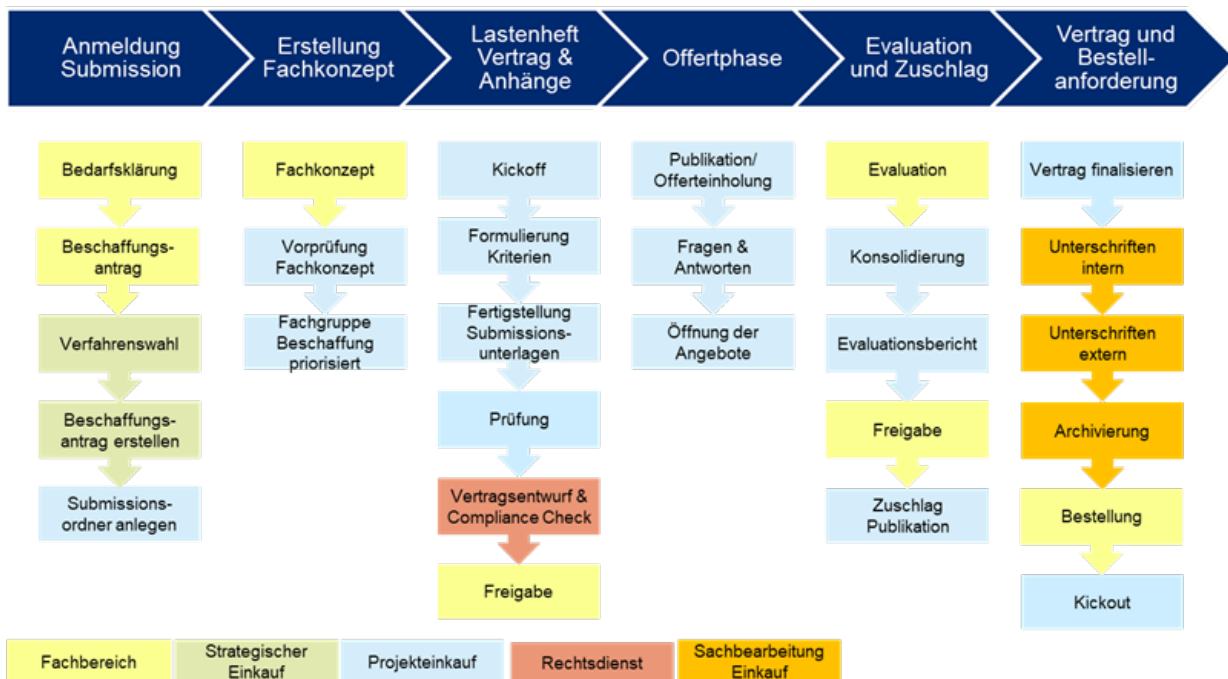 Anmeldung
Submission
Erstellung
Fachkonzept
Lastenheft
Vertrag &
Anhänge
Offertphase
Evaluation
und Zuschlag
Vertrag und
Bestell-
anforderung
Bedarfsklärung
Beschaffungs-
antrag
Verfahrenswahl
Beschaffungs-
antrag erstellen
Submissions-
ordner anlegen
Fachkonzept
Vorprüfung
Fachkonzept
Fachgruppe
Beschaffung
priorisiert
Kickoff
Formulierung
Kriterien
Fertigstellung
Submissions-
unterlagen
Prüfung
Vertragsentwurf &
Compliance Check
Freigabe
Publikation/
Offerteinholung
Fragen &
Antworten
Öffnung der
Angebote
Evaluation
Konsolidierung
Evaluationsbericht
Freigabe
Zuschlag
Publikation
Vertrag finalisieren
Unterschriften
intern
Unterschriften
extern
Archivierung
Bestellung
Kickout
Fachbereich
Strategischer
Einkauf
Projekteinkauf
Rechtsdienst
Sachbearbeitung
Einkauf